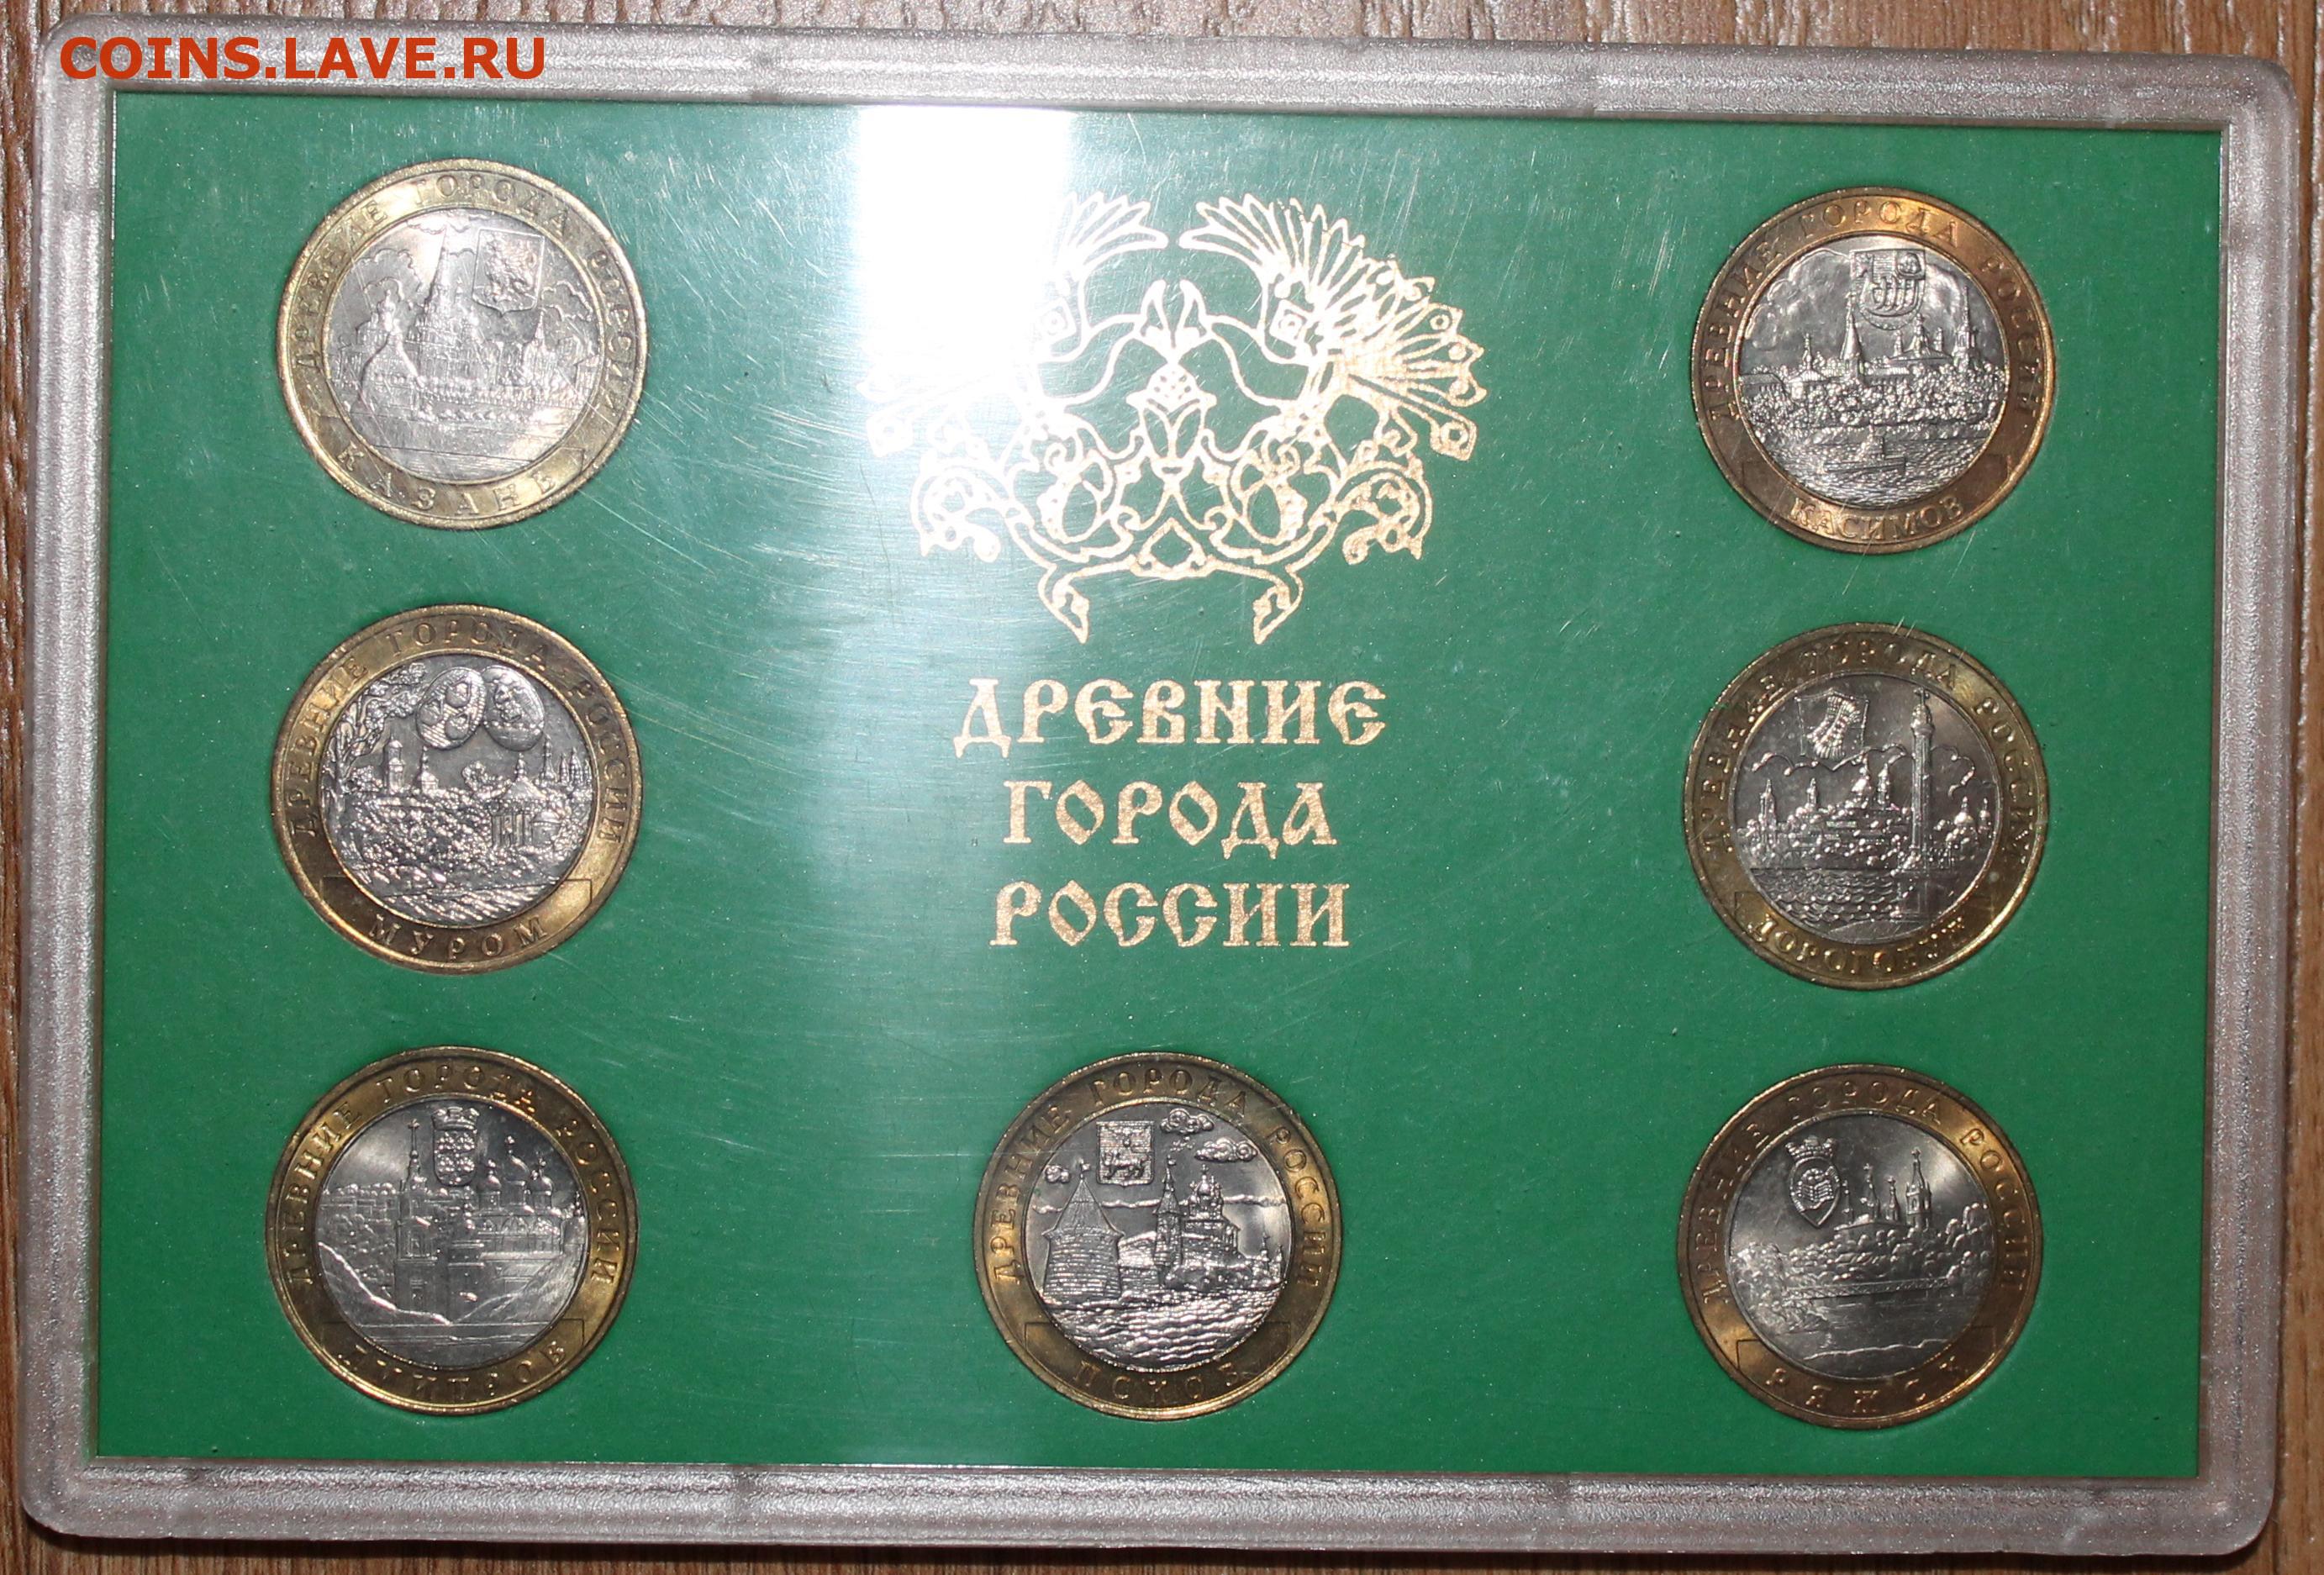 COINS.LAVE.RU
ДРЕВНИЕ ГОРОДА РОССИИ
КАЗАНЬ
ДРЕВНИЕ ГОРОДА РОССИИ
КАСИМОВ
ДРЕВНИЕ
ГОРОДА
РОССИИ
ДРЕВНИЕ ГОРОДА РОССИИ
МУРОМ
ДРЕВНИЕ ГОРОДА РОССИИ
ДОРОГОБУЖ
ДРЕВНИЕ ГОРОДА РОССИИ
ДМИТРОВ
ДРЕВНИЕ ГОРОДА РОССИИ
ПСКОВ
ДРЕВНИЕ ГОРОДА РОССИИ
РЯЖСК